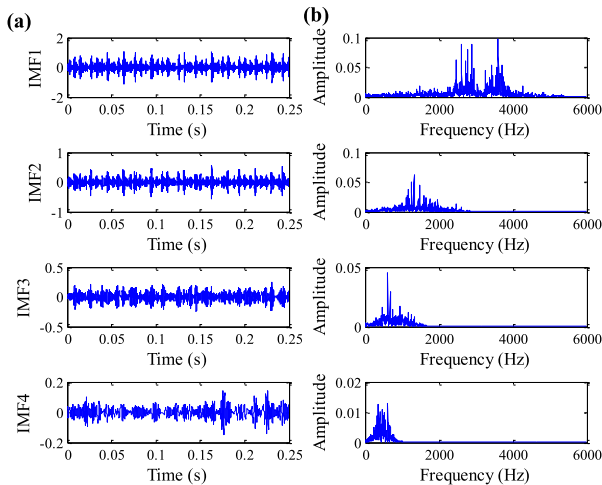 (a) (b)
IMF1
2
0
-2
0 0.05 0.1 0.15 0.2 0.25
Time (s)
Amplitude
0.1
0.05
0
0 2000 4000 6000
Frequency (Hz)
IMF2
1
0
-1
0 0.05 0.1 0.15 0.2 0.25
Time (s)
Amplitude
0.1
0.05
0
0 2000 4000 6000
Frequency (Hz)
IMF3
0.5
0
-0.5
0 0.05 0.1 0.15 0.2 0.25
Time (s)
Amplitude
0.05
0
0 2000 4000 6000
Frequency (Hz)
IMF4
0.2
0
-0.2
0 0.05 0.1 0.15 0.2 0.25
Time (s)
Amplitude
0.02
0.01
0
0 2000 4000 6000
Frequency (Hz)